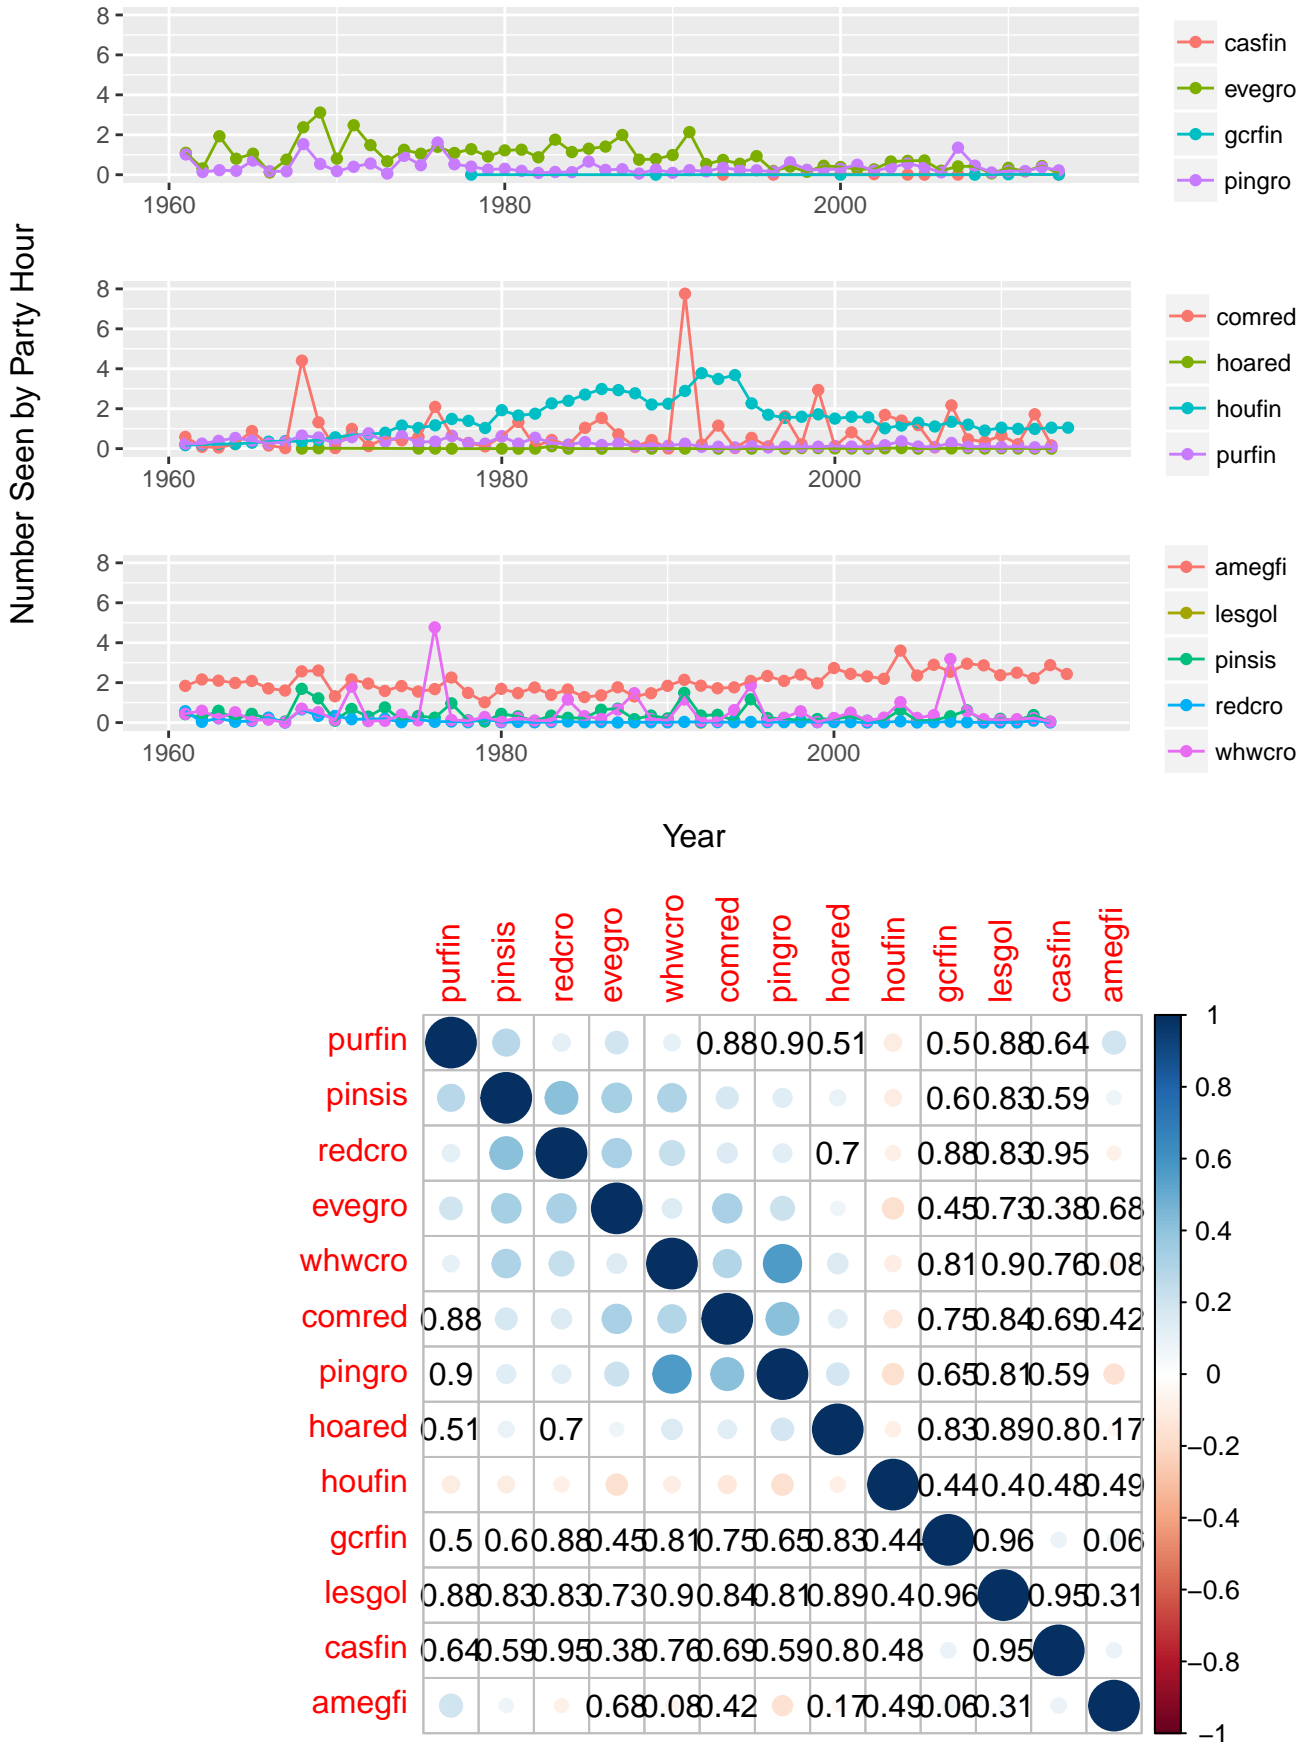 Number Seen by Party Hour
8
6
4
2
0
1960 1980 2000
casfin
evegro
gcrfin
pingro
8
6
4
2
0
1960 1980 2000
comred
hoared
houfin
purfin
8
6
4
2
0
1960 1980 2000
amegfi
lesgol
pinsis
redcro
whwcro
Year
purfin pinsis redcro evegro whwcro comred pingro hoared houfin gcrfin lesgol casfin amegfi
purfin 0.88 0.9 0.51 0.5 0.88 0.64
pinsis 0.6 0.83 0.59
redcro 0.7 0.88 0.83 0.95
evegro 0.45 0.73 0.38 0.68
whwcro 0.81 0.9 0.76 0.08
comred 0.88 0.75 0.84 0.69 0.42
pingro 0.9 0.65 0.81 0.59
hoared 0.51 0.7 0.83 0.89 0.8 0.17
houfin 0.44 0.4 0.48 0.49
gcrfin 0.5 0.6 0.88 0.45 0.81 0.75 0.65 0.83 0.44 0.96 0.06
lesgol 0.88 0.83 0.83 0.73 0.9 0.84 0.81 0.89 0.4 0.96 0.95 0.31
casfin 0.64 0.59 0.95 0.38 0.76 0.69 0.59 0.8 0.48 0.95
amegfi 0.68 0.08 0.42 0.17 0.49 0.06 0.31
1
0.8
0.6
0.4
0.2
0
−0.2
−0.4
−0.6
−0.8
−1